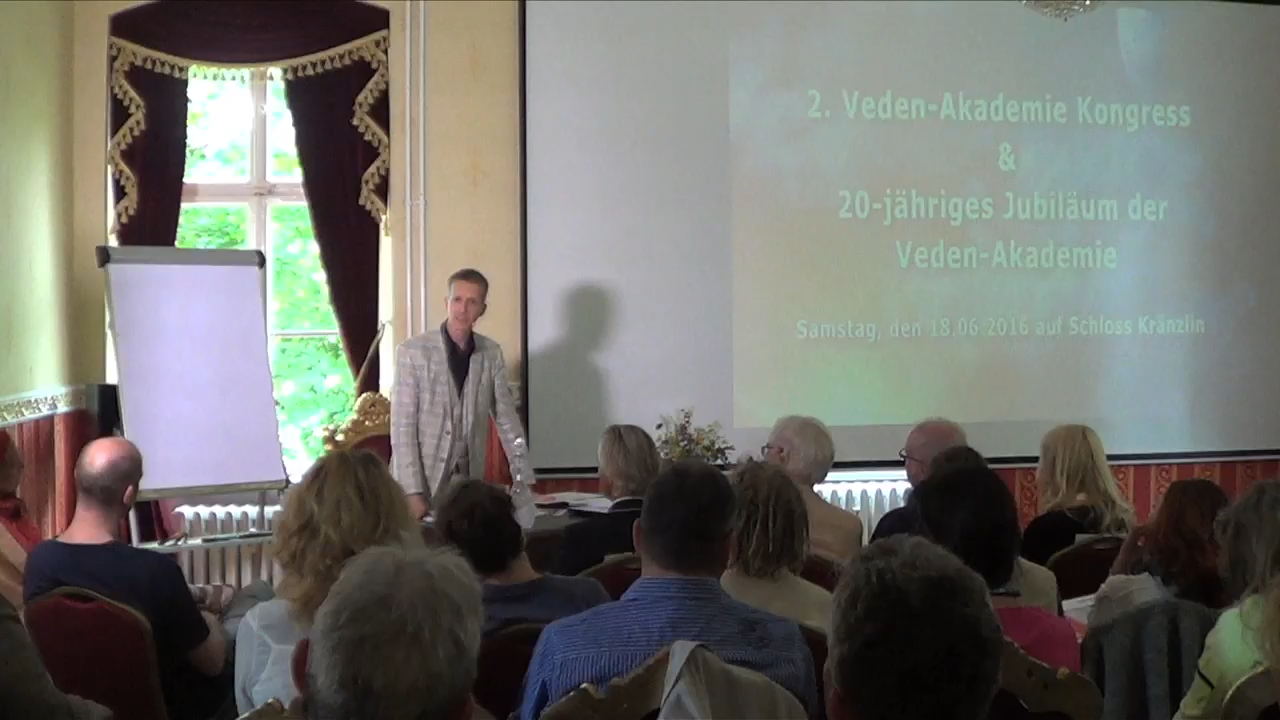 2. Veden-Akademie Kongress
&
20-jähriges Jubiläum der
Veden-Akademie
Samstag, den 18.06 2016 auf Schloss Kränzlin